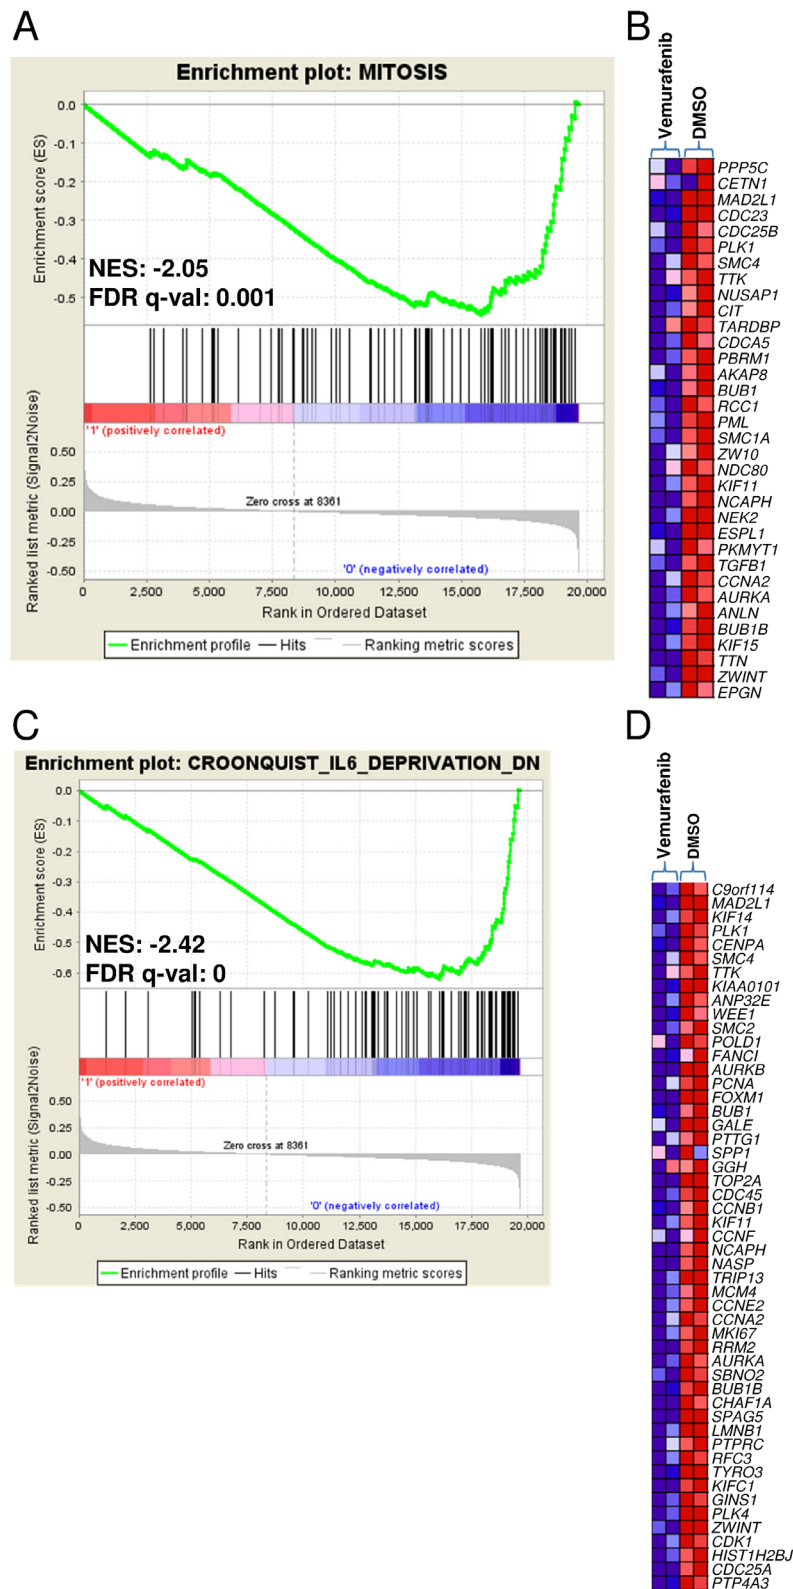 A
Enrichment plot: MITOSIS
Enrichment score (ES)
0.0
-0.1
-0.2
-0.3
-0.4
-0.5
NES: -2.05
FDR q-val: 0.001
'1' (positively correlated)
Ranked list metric (Signal2Noise)
0.50
0.25
0.00
-0.25
-0.50
Zero cross at 8361
'0' (negatively correlated)
0 2,500 5,000 7,500 10,000 12,500 15,000 17,500 20,000
Rank in Ordered Dataset
Enrichment profile Hits Ranking metric scores
B
Vemurafenib
DMSO
PPP5C
CETN1
MAD2L1
CDC23
CDC25B
PLK1
SMC4
TTK
NUSAP1
CIT
TARDBP
CDCA5
PBRM1
AKAP8
BUB1
RCC1
PML
SMC1A
ZW10
NDC80
KIF11
NCAPH
NEK2
ESPL1
PKMYT1
TGFB1
CCNA2
AURKA
ANLN
BUB1B
KIF15
TTN
ZWINT
EPGN
C
Enrichment plot: CROONQUIST_IL6_DEPRIVATION_DN
Enrichment score (ES)
0.0
-0.1
-0.2
-0.3
-0.4
-0.5
-0.6
NES: -2.42
FDR q-val: 0
'1' (positively correlated)
Ranked list metric (Signal2Noise)
0.50
0.25
0.00
-0.25
-0.50
Zero cross at 8361
'0' (negatively correlated)
0 2,500 5,000 7,500 10,000 12,500 15,000 17,500 20,000
Rank in Ordered Dataset
Enrichment profile Hits Ranking metric scores
D
Vemurafenib
DMSO
C9orf114
MAD2L1
KIF14
PLK1
CENPA
SMC4
TTK
KIAA0101
ANP32E
WEE1
SMC2
POLD1
FANCI
AURKB
PCNA
FOXM1
BUB1
GALE
PTTG1
SPP1
GGH
TOP2A
CDC45
CCNB1
KIF11
CCNF
NCAPH
NASP
TRIP13
MCM4
CCNE2
CCNA2
MKI67
RRM2
AURKA
SBNO2
BUB1B
CHAF1A
SPAG5
LMNB1
PTPRC
RFC3
TYRO3
KIFC1
GINS1
PLK4
ZWINT
CDK1
HIST1H2BJ
CDC25A
PTP4A3